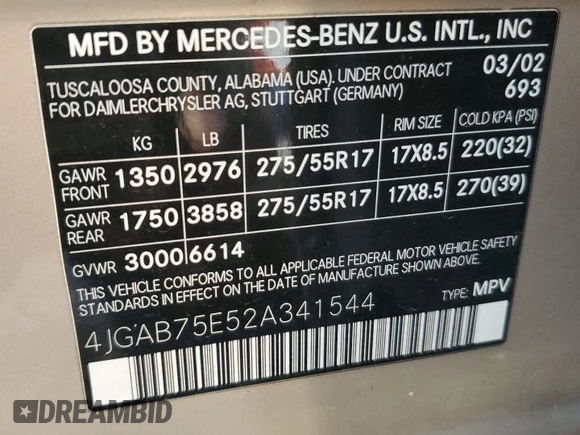 MFD BY MERCEDES-BENZ U.S. INTL., INC
TUSCALOOSA COUNTY, ALABAMA (USA). UNDER CONTRACT 03/02
FOR DAIMLERCHRYSLER AG, STUTTGART (GERMANY) 693
KG LB TIRES RIM SIZE COLD KPA (PSI)
GAWR FRONT 1350 2976 275/55R17 17X8.5 220(32)
GAWR REAR 1750 3858 275/55R17 17X8.5 270(39)
GVWR 3000 6614
THIS VEHICLE CONFORMS TO ALL APPLICABLE FEDERAL MOTOR VEHICLE SAFETY
STANDARDS IN EFFECT ON THE DATE OF MANUFACTURE SHOWN ABOVE.
4JGAB75E52A341544 TYPE: MPV
DREAMBID